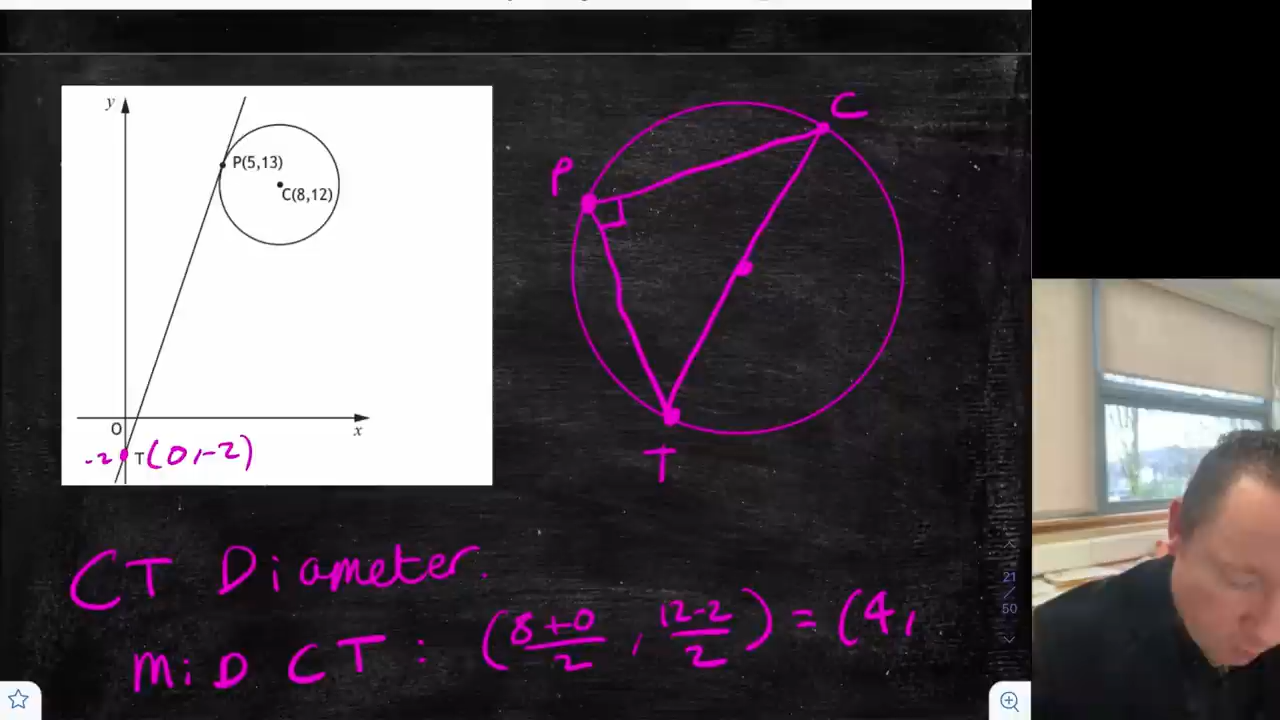 y
P(5,13)
C(8,12)
O
x
-2 T (0,-2)
C
P
T
CT Diameter.
MiD CT : (8+0/2 , 12-2/2) = (4,
21
/
50